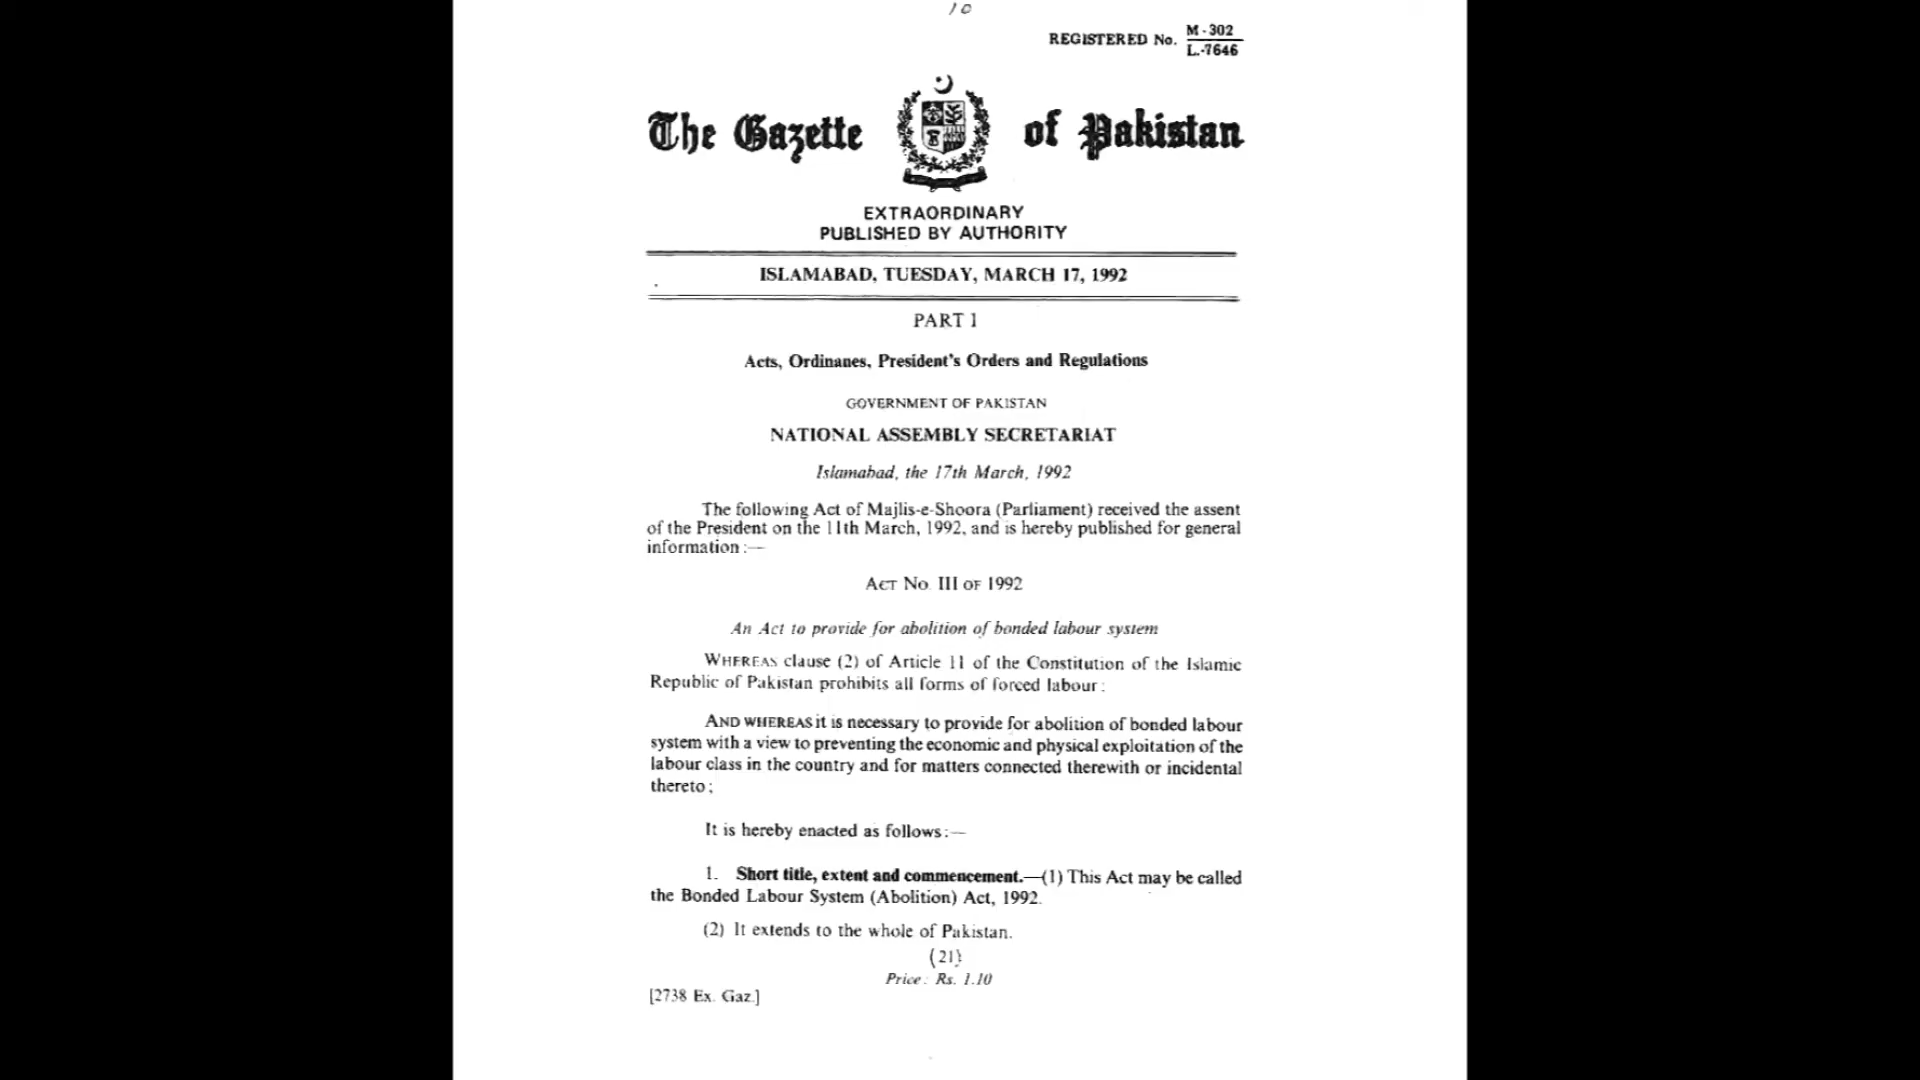 10
REGISTERED No. M-302
L.-7646
The Gazette of Pakistan
EXTRAORDINARY
PUBLISHED BY AUTHORITY
ISLAMABAD, TUESDAY, MARCH 17, 1992
PART I
Acts, Ordinanes, President's Orders and Regulations
GOVERNMENT OF PAKISTAN
NATIONAL ASSEMBLY SECRETARIAT
Islamabad, the 17th March, 1992
The following Act of Majlis-e-Shoora (Parliament) received the assent
of the President on the 11th March, 1992, and is hereby published for general
information :—
ACT No. III OF 1992
An Act to provide for abolition of bonded labour system
WHEREAS clause (2) of Article 11 of the Constitution of the Islamic
Republic of Pakistan prohibits all forms of forced labour ;
AND WHEREAS it is necessary to provide for abolition of bonded labour
system with a view to preventing the economic and physical exploitation of the
labour class in the country and for matters connected therewith or incidental
thereto ;
It is hereby enacted as follows :—
1. Short title, extent and commencement.—(1) This Act may be called
the Bonded Labour System (Abolition) Act, 1992.
(2) It extends to the whole of Pakistan.
(21)
Price : Rs. 1.10
[2738 Ex. Gaz.]